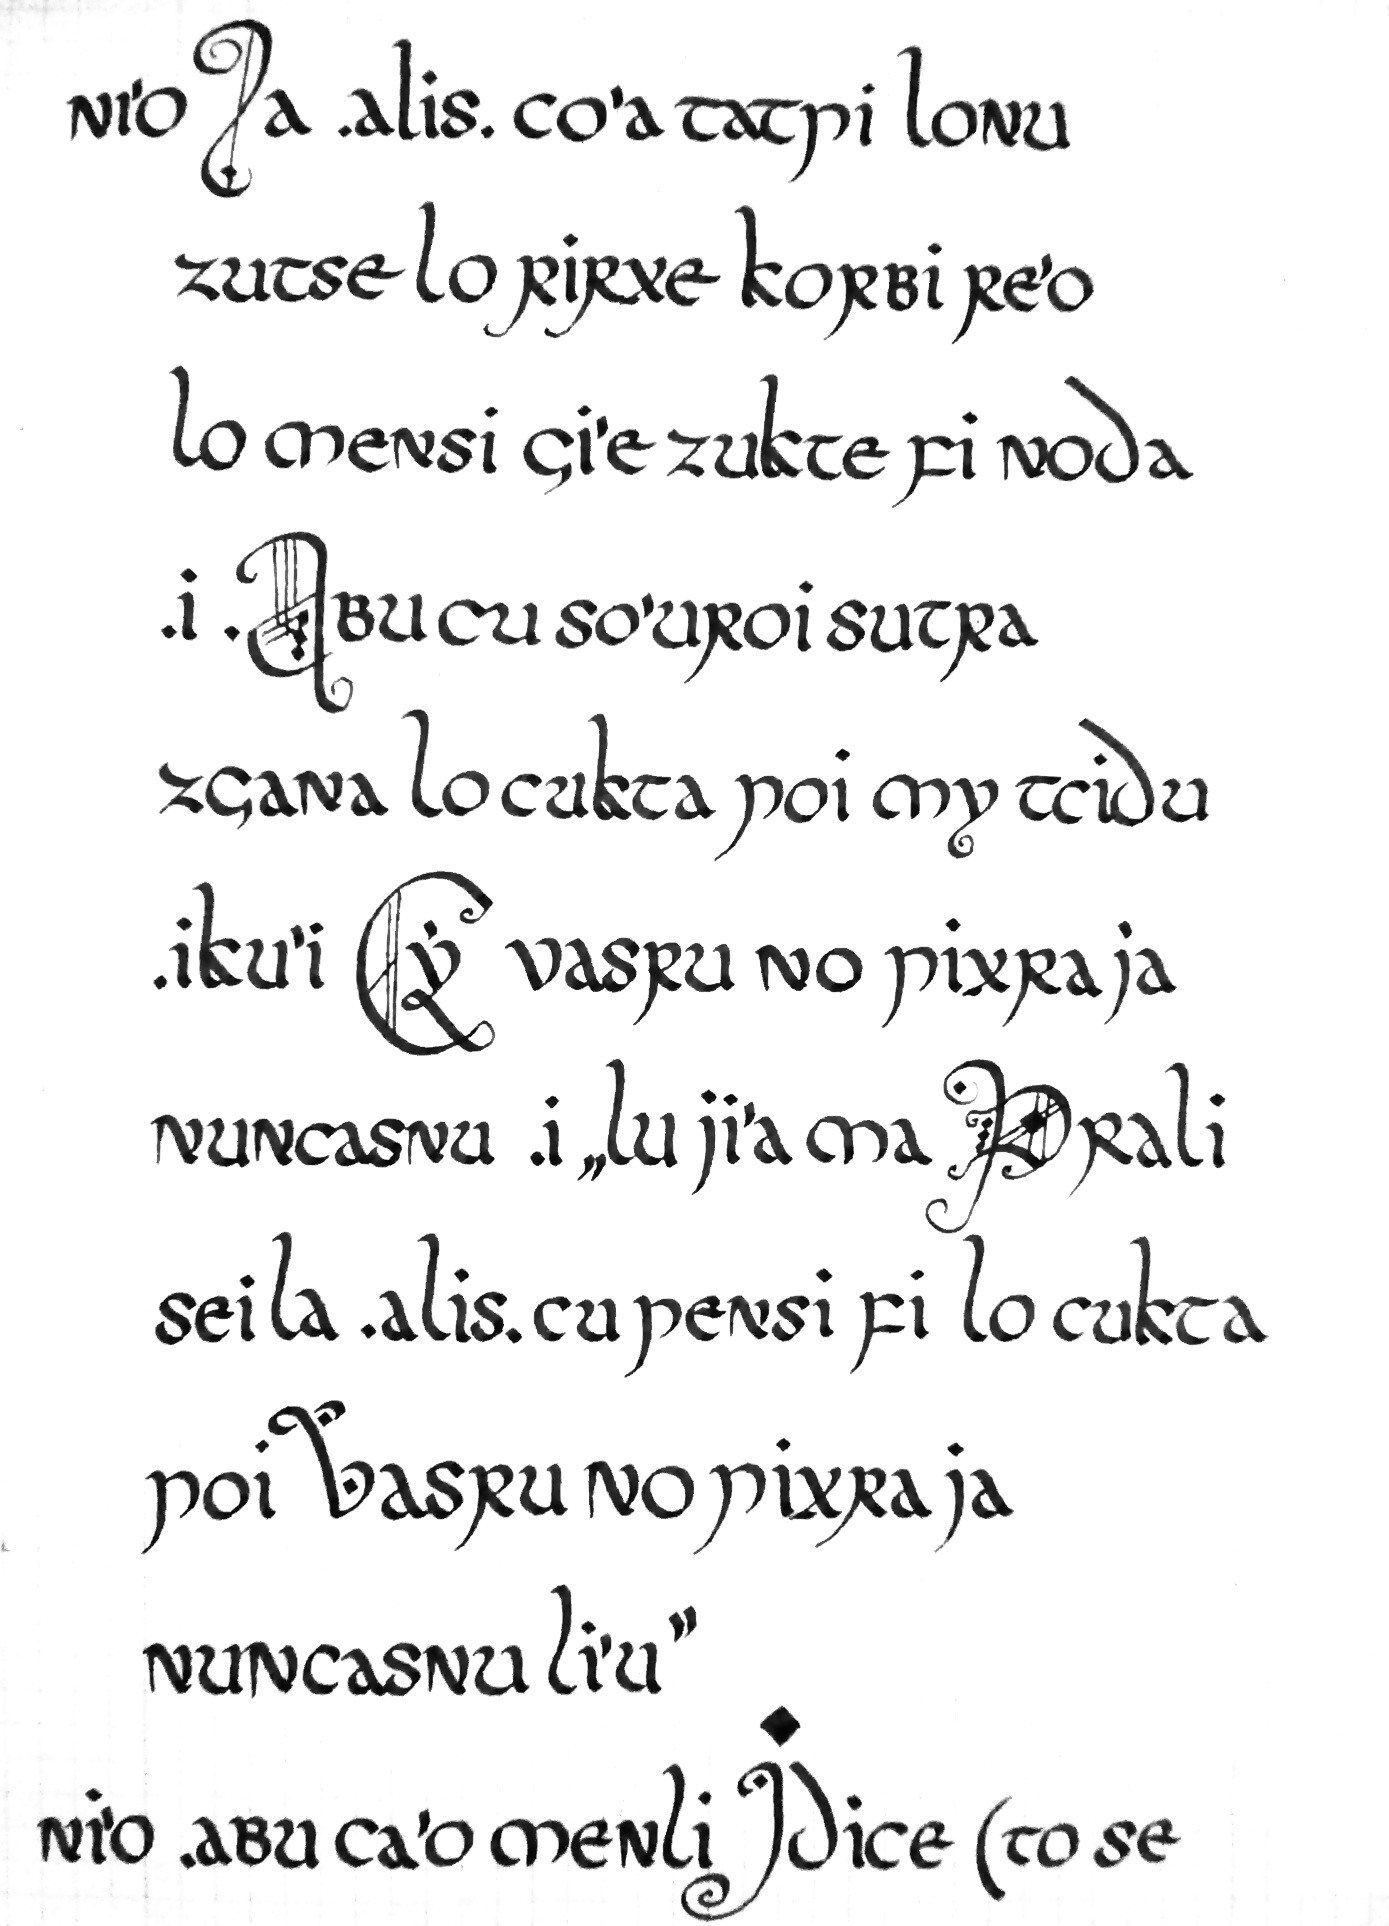 ni'o la .alis. co'a tatpi lonu
zutse lo rirxe korbi re'o
lo mensi gi'e zukte fi noda
.i .Abu cu so'uroi sutra
zgana lo cukta poi my tcidu
.iku'i Cy vasru no pixra ja
nuncasnu .i „lu ji'a ma Prali
sei la .alis. cu pensi fi lo cukta
poi Vasru no pixra ja
nuncasnu li'u”
ni'o .abu ca'o menli Jdice (to se